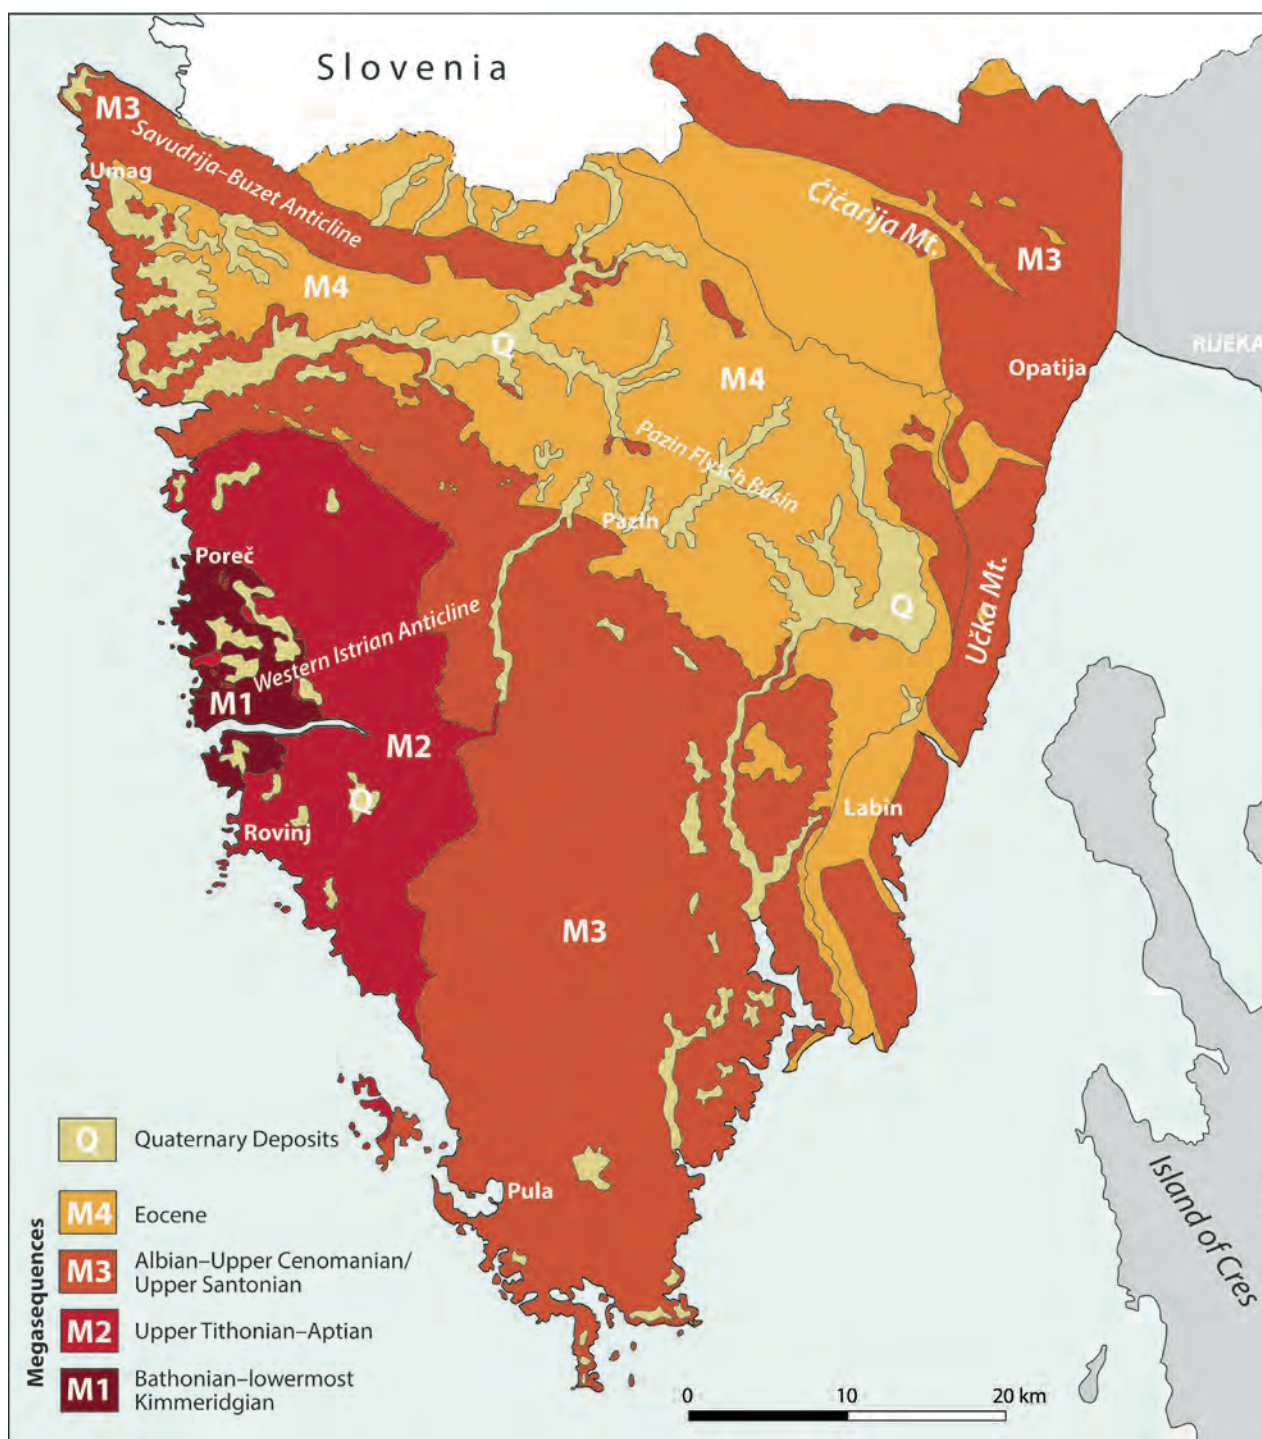 Slovenia
M3
Savudrija–Buzet Anticline
Umag
Ćićarija Mt.
M3
M4
Q
RIJEKA
Opatija
M4
Pazin Flysch Basin
Pazin
Poreč
Q
Učka Mt.
Western Istrian Anticline
M1
M2
Q
Labin
Rovinj
M3
Pula
Island of Cres
Megasequences
Q Quaternary Deposits
M4 Eocene
M3 Albian–Upper Cenomanian/
Upper Santonian
M2 Upper Tithonian–Aptian
M1 Bathonian–lowermost
Kimmeridgian
0 10 20 km